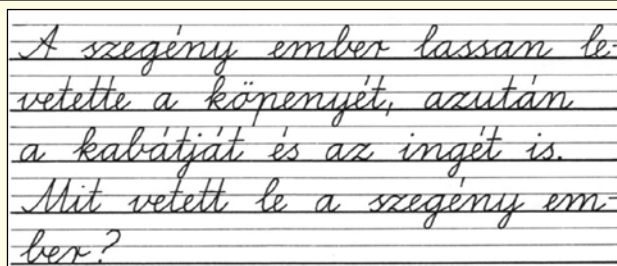 A szegény ember lassan le-
vetette a köpenyét, azután
a kabátját és az ingét is.
Mit vetett le a szegény em-
ber?